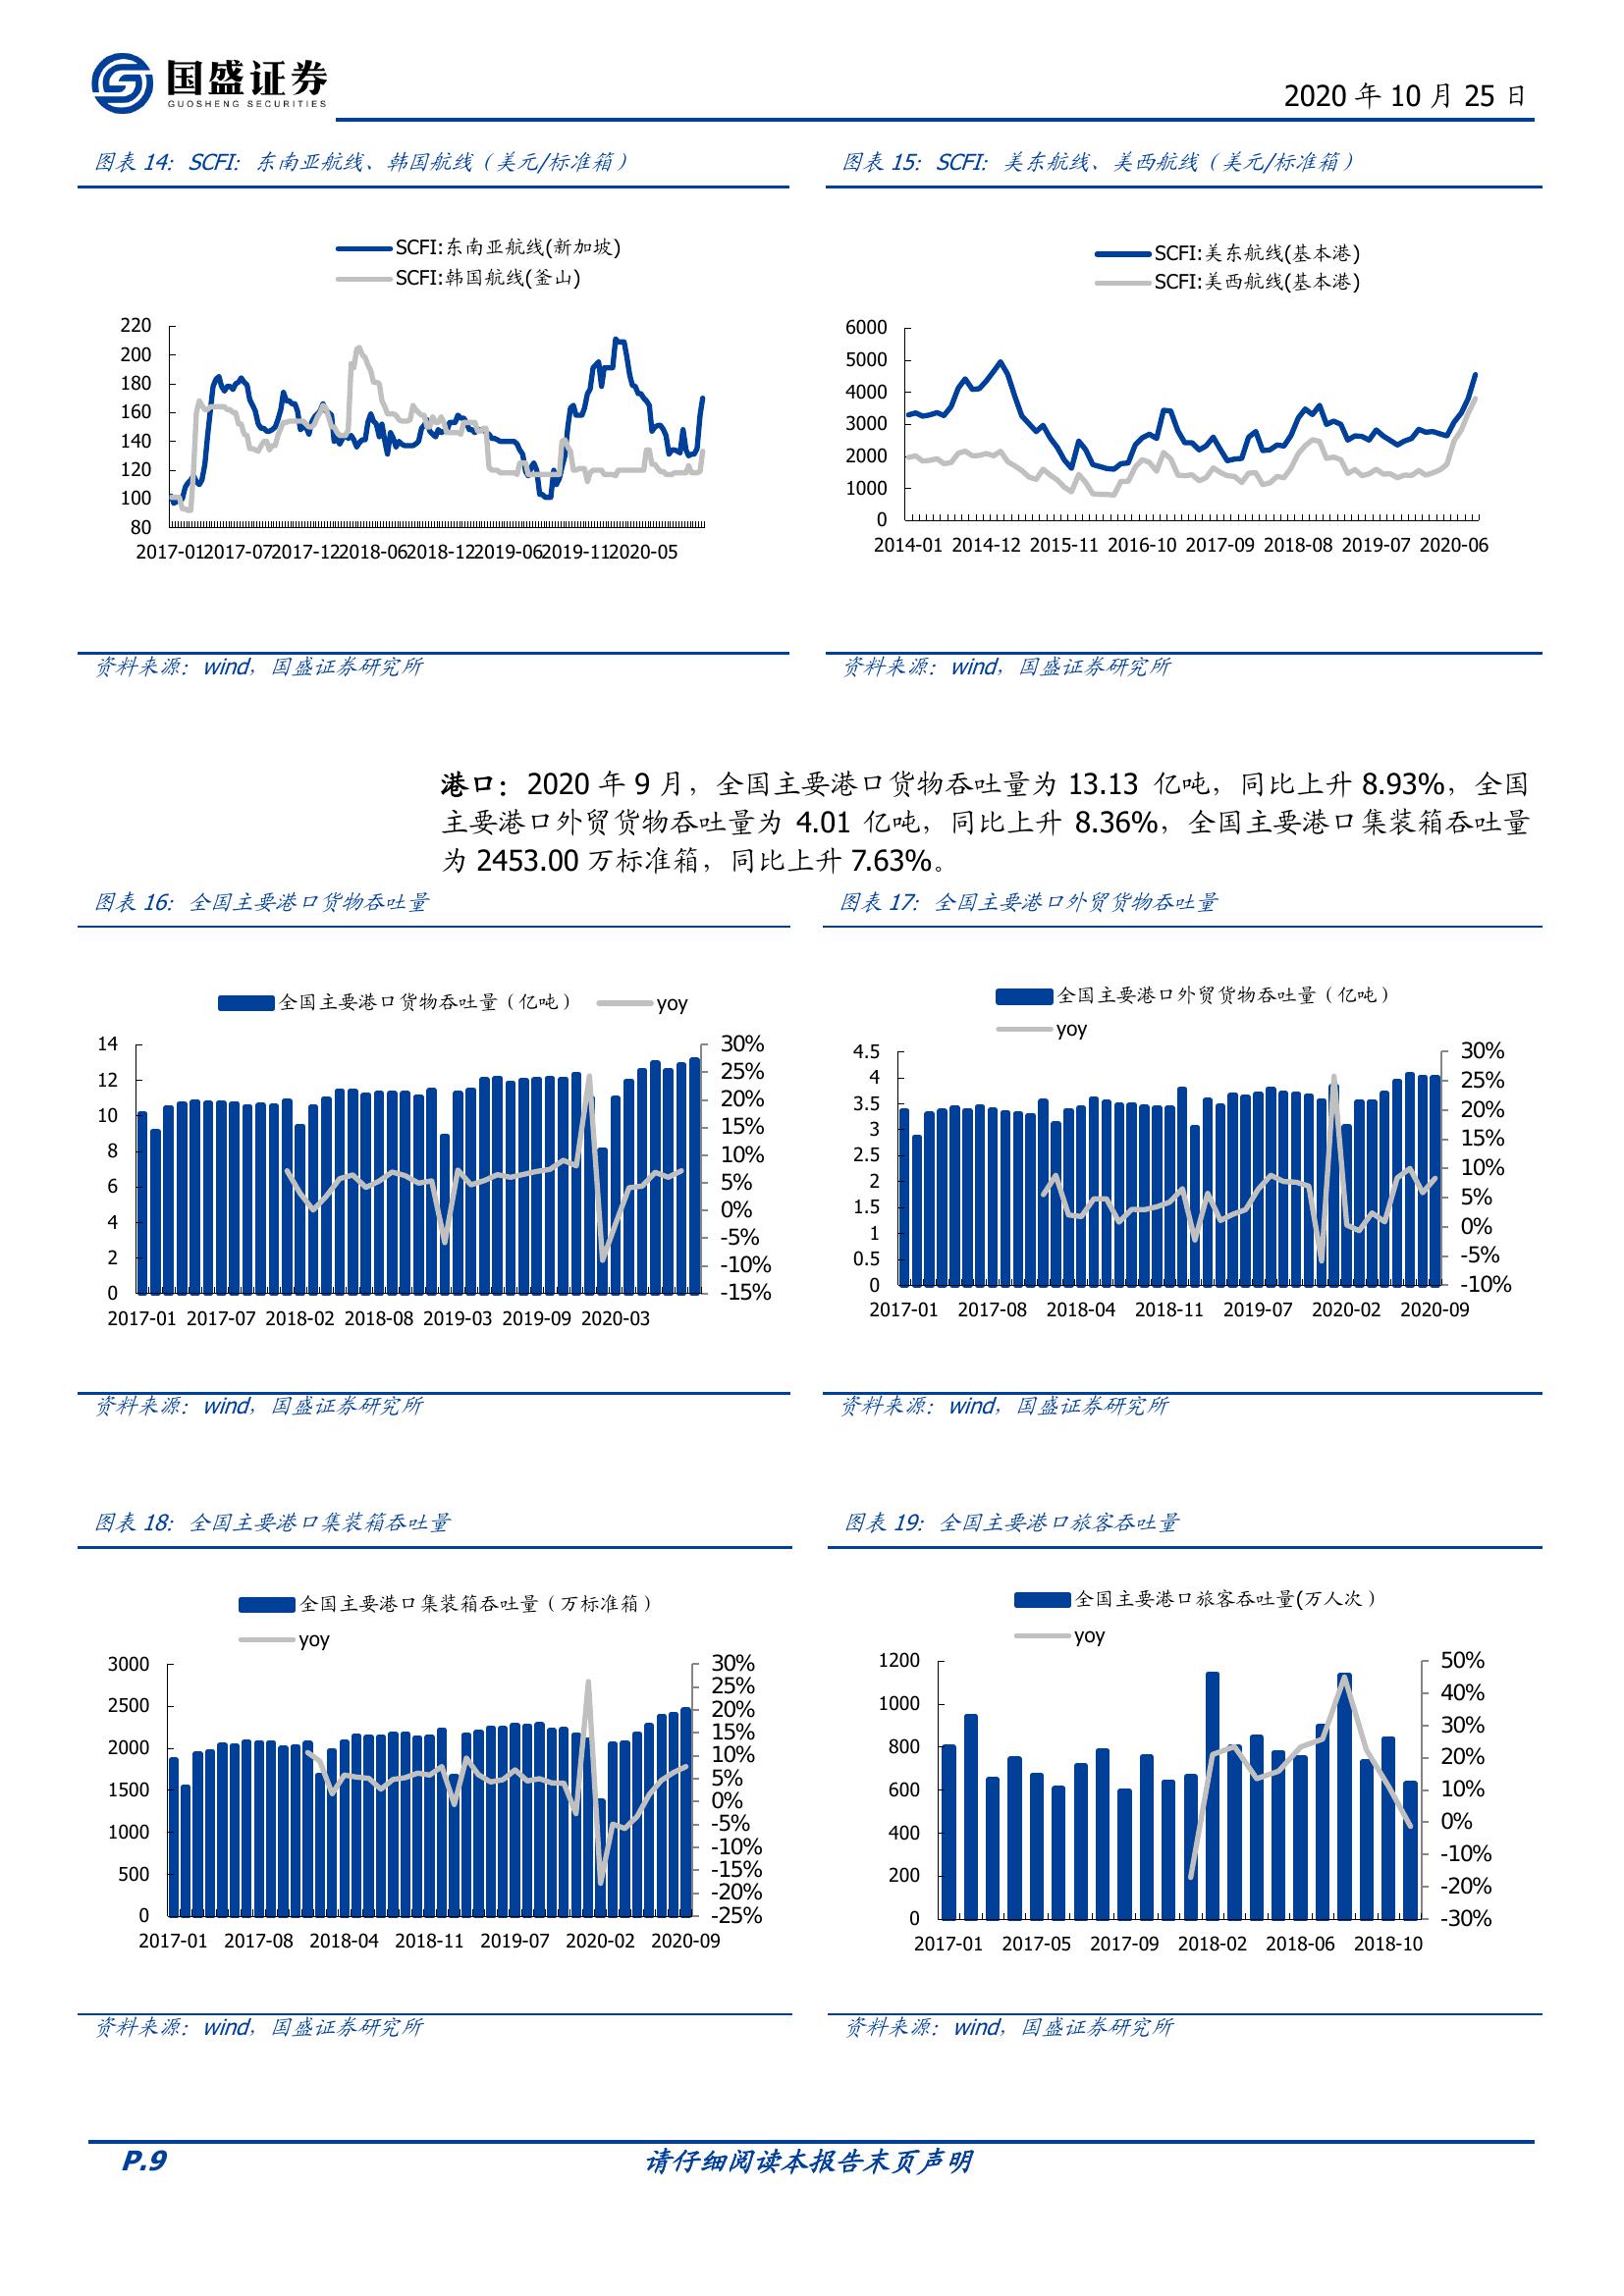 国盛证券
GUOSHENG SECURITIES
2020 年 10 月 25 日
图表 14：SCFI：东南亚航线、韩国航线（美元/标准箱）
SCFI:东南亚航线(新加坡)
SCFI:韩国航线(釜山)
220
200
180
160
140
120
100
80
2017-01 2017-07 2017-12 2018-06 2018-12 2019-06 2019-11 2020-05
资料来源：wind，国盛证券研究所
图表 15：SCFI：美东航线、美西航线（美元/标准箱）
SCFI:美东航线(基本港)
SCFI:美西航线(基本港)
6000
5000
4000
3000
2000
1000
0
2014-01 2014-12 2015-11 2016-10 2017-09 2018-08 2019-07 2020-06
资料来源：wind，国盛证券研究所
港口：2020 年 9 月，全国主要港口货物吞吐量为 13.13 亿吨，同比上升 8.93%，全国
主要港口外贸货物吞吐量为 4.01 亿吨，同比上升 8.36%，全国主要港口集装箱吞吐量
为 2453.00 万标准箱，同比上升 7.63%。
图表 16：全国主要港口货物吞吐量
全国主要港口货物吞吐量（亿吨） yoy
14
12
10
8
6
4
2
0
30%
25%
20%
15%
10%
5%
0%
-5%
-10%
-15%
2017-01 2017-07 2018-02 2018-08 2019-03 2019-09 2020-03
资料来源：wind，国盛证券研究所
图表 17：全国主要港口外贸货物吞吐量
全国主要港口外贸货物吞吐量（亿吨）
yoy
4.5
4
3.5
3
2.5
2
1.5
1
0.5
0
30%
25%
20%
15%
10%
5%
0%
-5%
-10%
2017-01 2017-08 2018-04 2018-11 2019-07 2020-02 2020-09
资料来源：wind，国盛证券研究所
图表 18：全国主要港口集装箱吞吐量
全国主要港口集装箱吞吐量（万标准箱）
yoy
3000
2500
2000
1500
1000
500
0
30%
25%
20%
15%
10%
5%
0%
-5%
-10%
-15%
-20%
-25%
2017-01 2017-08 2018-04 2018-11 2019-07 2020-02 2020-09
资料来源：wind，国盛证券研究所
图表 19：全国主要港口旅客吞吐量
全国主要港口旅客吞吐量(万人次）
yoy
1200
1000
800
600
400
200
0
50%
40%
30%
20%
10%
0%
-10%
-20%
-30%
2017-01 2017-05 2017-09 2018-02 2018-06 2018-10
资料来源：wind，国盛证券研究所
P.9
请仔细阅读本报告末页声明